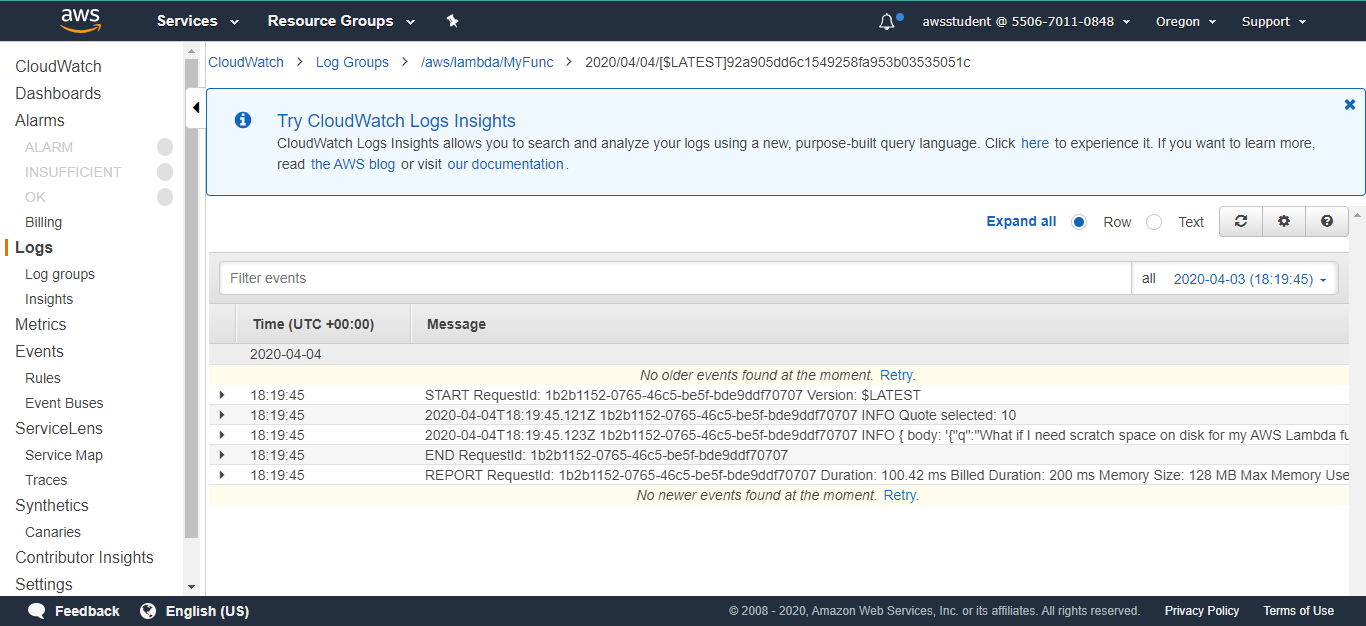 aws Services Resource Groups awsstudent @ 5506-7011-0848 Oregon Support
CloudWatch
Dashboards
Alarms
ALARM
INSUFFICIENT
OK
Billing
Logs
Log groups
Insights
Metrics
Events
Rules
Event Buses
ServiceLens
Service Map
Traces
Synthetics
Canaries
Contributor Insights
Settings
CloudWatch > Log Groups > /aws/lambda/MyFunc > 2020/04/04/[$LATEST]92a905dd6c1549258fa953b03535051c
Try CloudWatch Logs Insights
CloudWatch Logs Insights allows you to search and analyze your logs using a new, purpose-built query language. Click here to experience it. If you want to learn more,
read the AWS blog or visit our documentation.
Expand all Row Text
Filter events all 2020-04-03 (18:19:45)
Time (UTC +00:00) Message
2020-04-04
No older events found at the moment. Retry.
18:19:45 START RequestId: 1b2b1152-0765-46c5-be5f-bde9ddf70707 Version: $LATEST
18:19:45 2020-04-04T18:19:45.121Z 1b2b1152-0765-46c5-be5f-bde9ddf70707 INFO Quote selected: 10
18:19:45 2020-04-04T18:19:45.123Z 1b2b1152-0765-46c5-be5f-bde9ddf70707 INFO { body: '{"q":"What if I need scratch space on disk for my AWS Lambda fu
18:19:45 END RequestId: 1b2b1152-0765-46c5-be5f-bde9ddf70707
18:19:45 REPORT RequestId: 1b2b1152-0765-46c5-be5f-bde9ddf70707 Duration: 100.42 ms Billed Duration: 200 ms Memory Size: 128 MB Max Memory Use
No newer events found at the moment. Retry.
Feedback English (US) © 2008 - 2020, Amazon Web Services, Inc. or its affiliates. All rights reserved. Privacy Policy Terms of Use